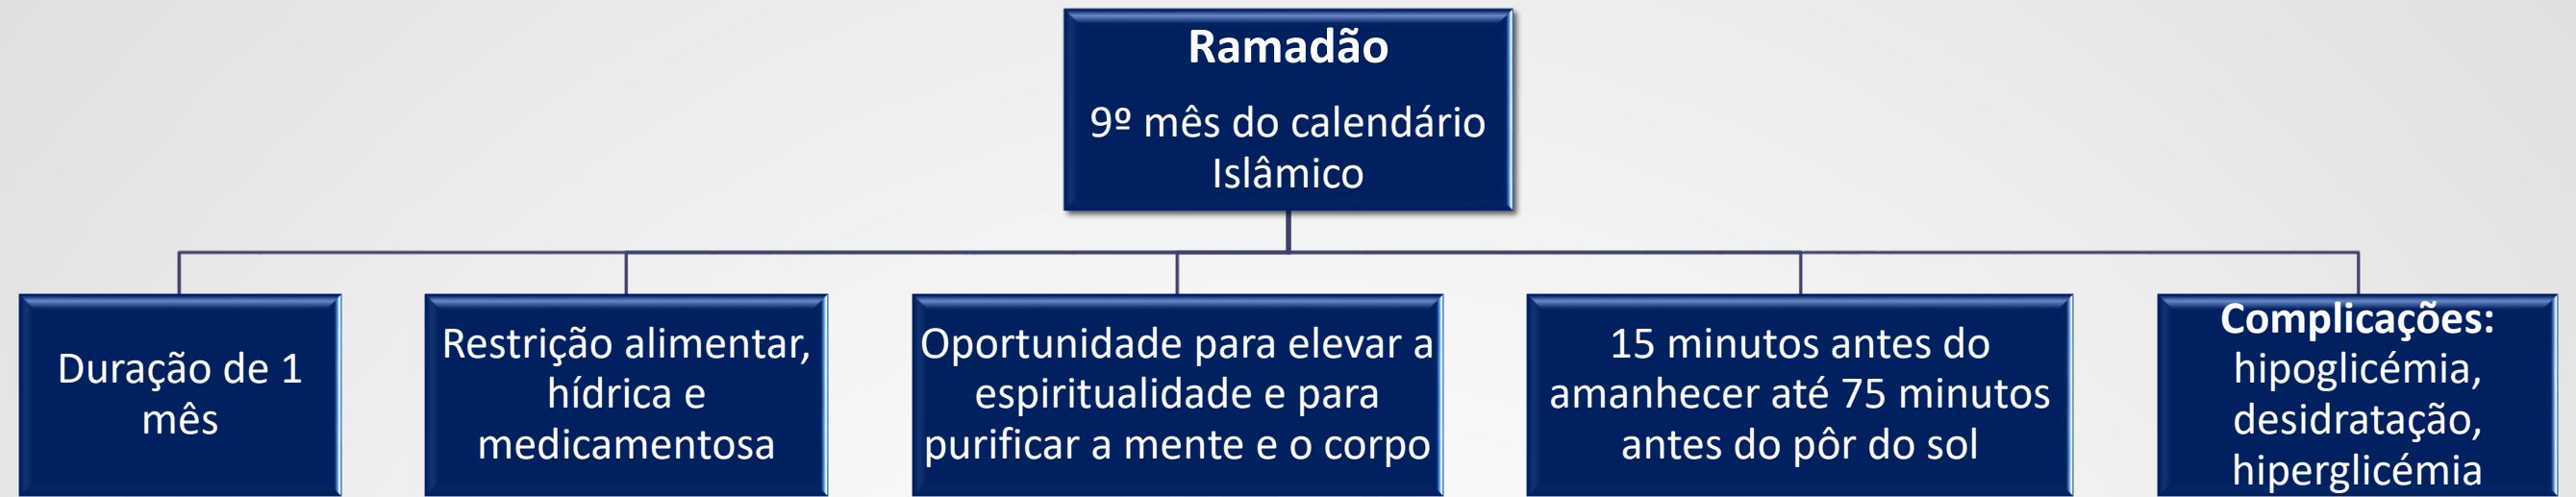 Ramadão
9º mês do calendário
Islâmico
Duração de 1
mês
Restrição alimentar,
hídrica e
medicamentosa
Oportunidade para elevar a
espiritualidade e para
purificar a mente e o corpo
15 minutos antes do
amanhecer até 75 minutos
antes do pôr do sol
Complicações:
hipoglicémia,
desidratação,
hiperglicémia